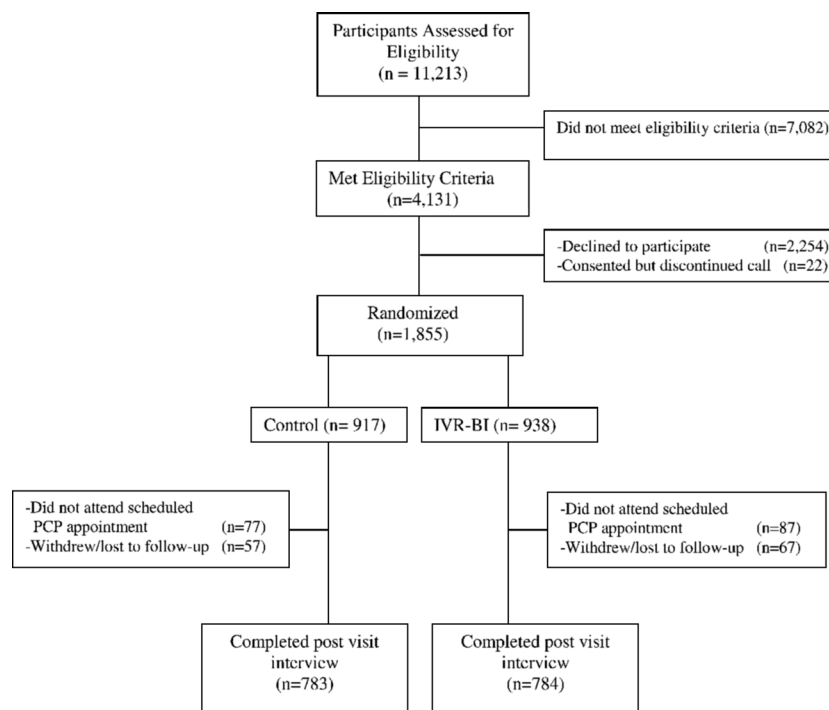 Participants Assessed for
Eligibility
(n = 11,213)
Did not meet eligibility criteria (n=7,082)
Met Eligibility Criteria
(n=4,131)
-Declined to participate (n=2,254)
-Consented but discontinued call (n=22)
Randomized
(n=1,855)
Control (n= 917)
IVR-BI (n= 938)
-Did not attend scheduled
PCP appointment (n=77)
-Withdrew/lost to follow-up (n=57)
-Did not attend scheduled
PCP appointment (n=87)
-Withdrew/lost to follow-up (n=67)
Completed post visit
interview
(n=783)
Completed post visit
interview
(n=784)